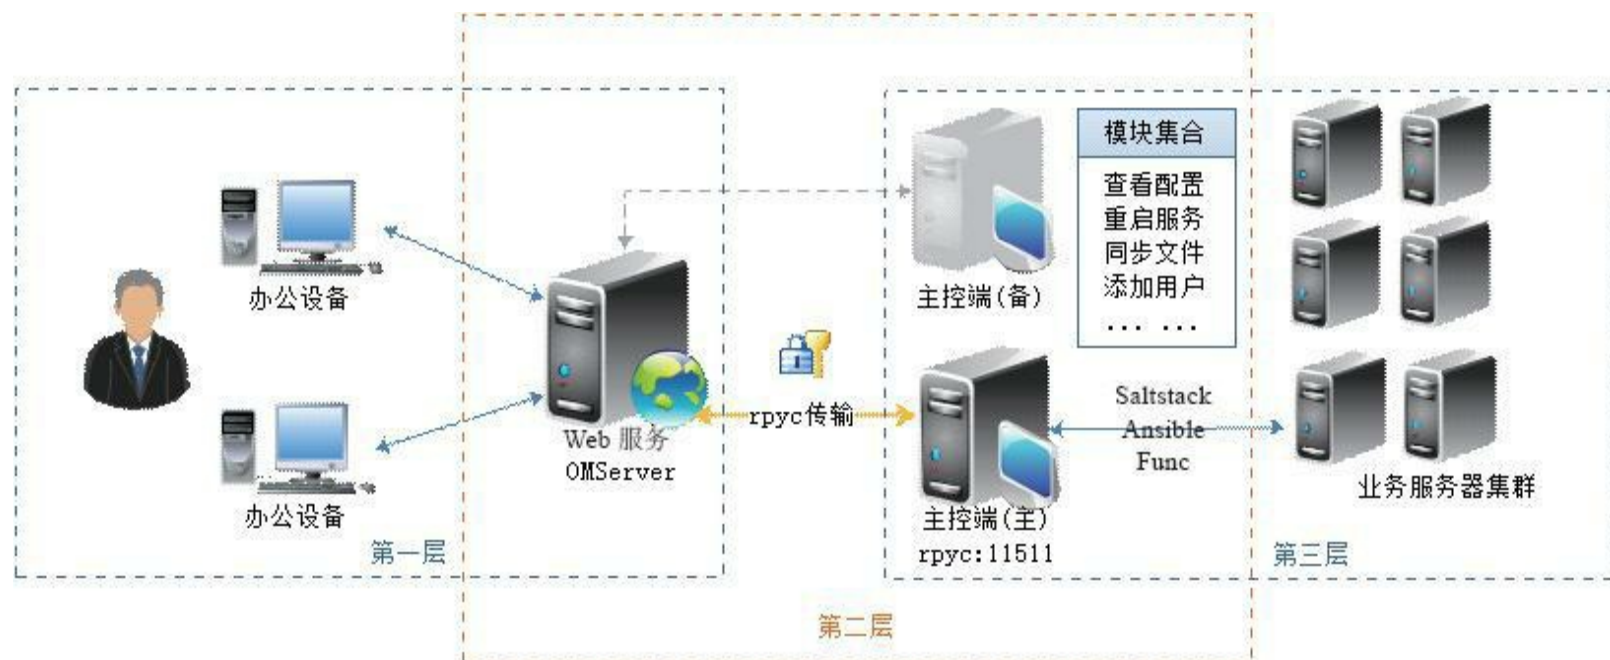 办公设备
办公设备
第一层
Web 服务
OMServer
rpyc传输
第二层
主控端(备)
模块集合
查看配置
重启服务
同步文件
添加用户
... ...
主控端(主)
rpyc:11511
Saltstack
Ansible
Func
业务服务器集群
第三层